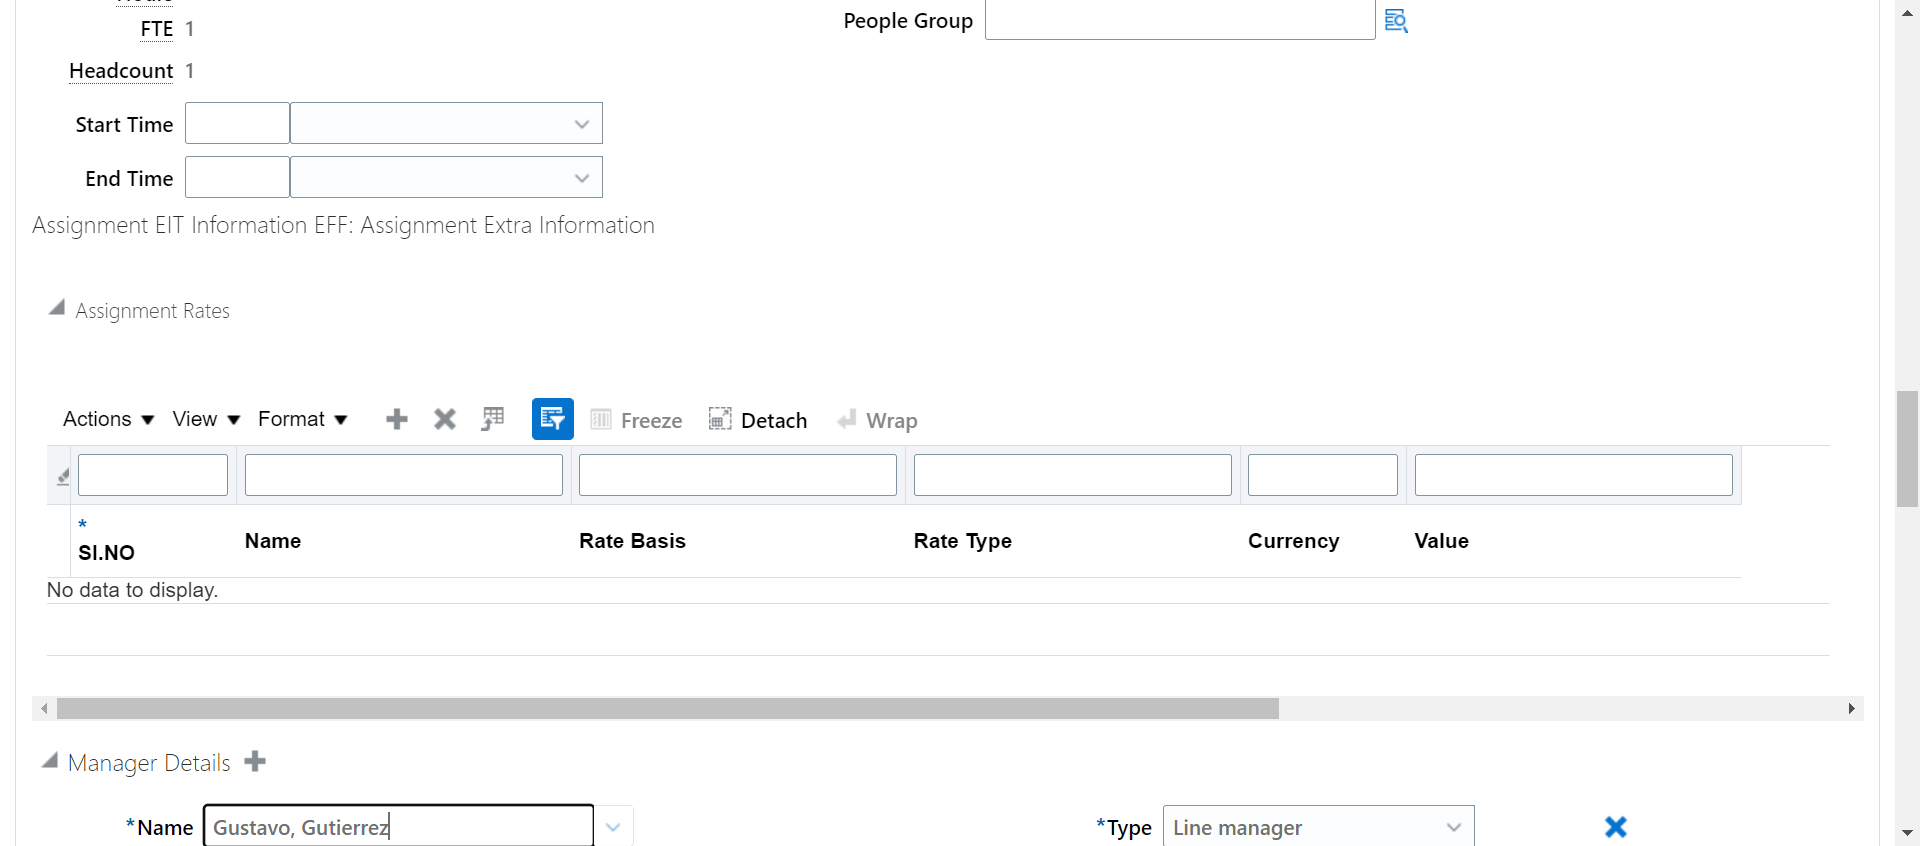 FTE 1
People Group
Headcount 1
Start Time
End Time
Assignment EIT Information EFF: Assignment Extra Information
Assignment Rates
Actions View Format Freeze Detach Wrap
*
SI.NO Name Rate Basis Rate Type Currency Value
No data to display.
Manager Details
*Name Gustavo, Gutierrez *Type Line manager